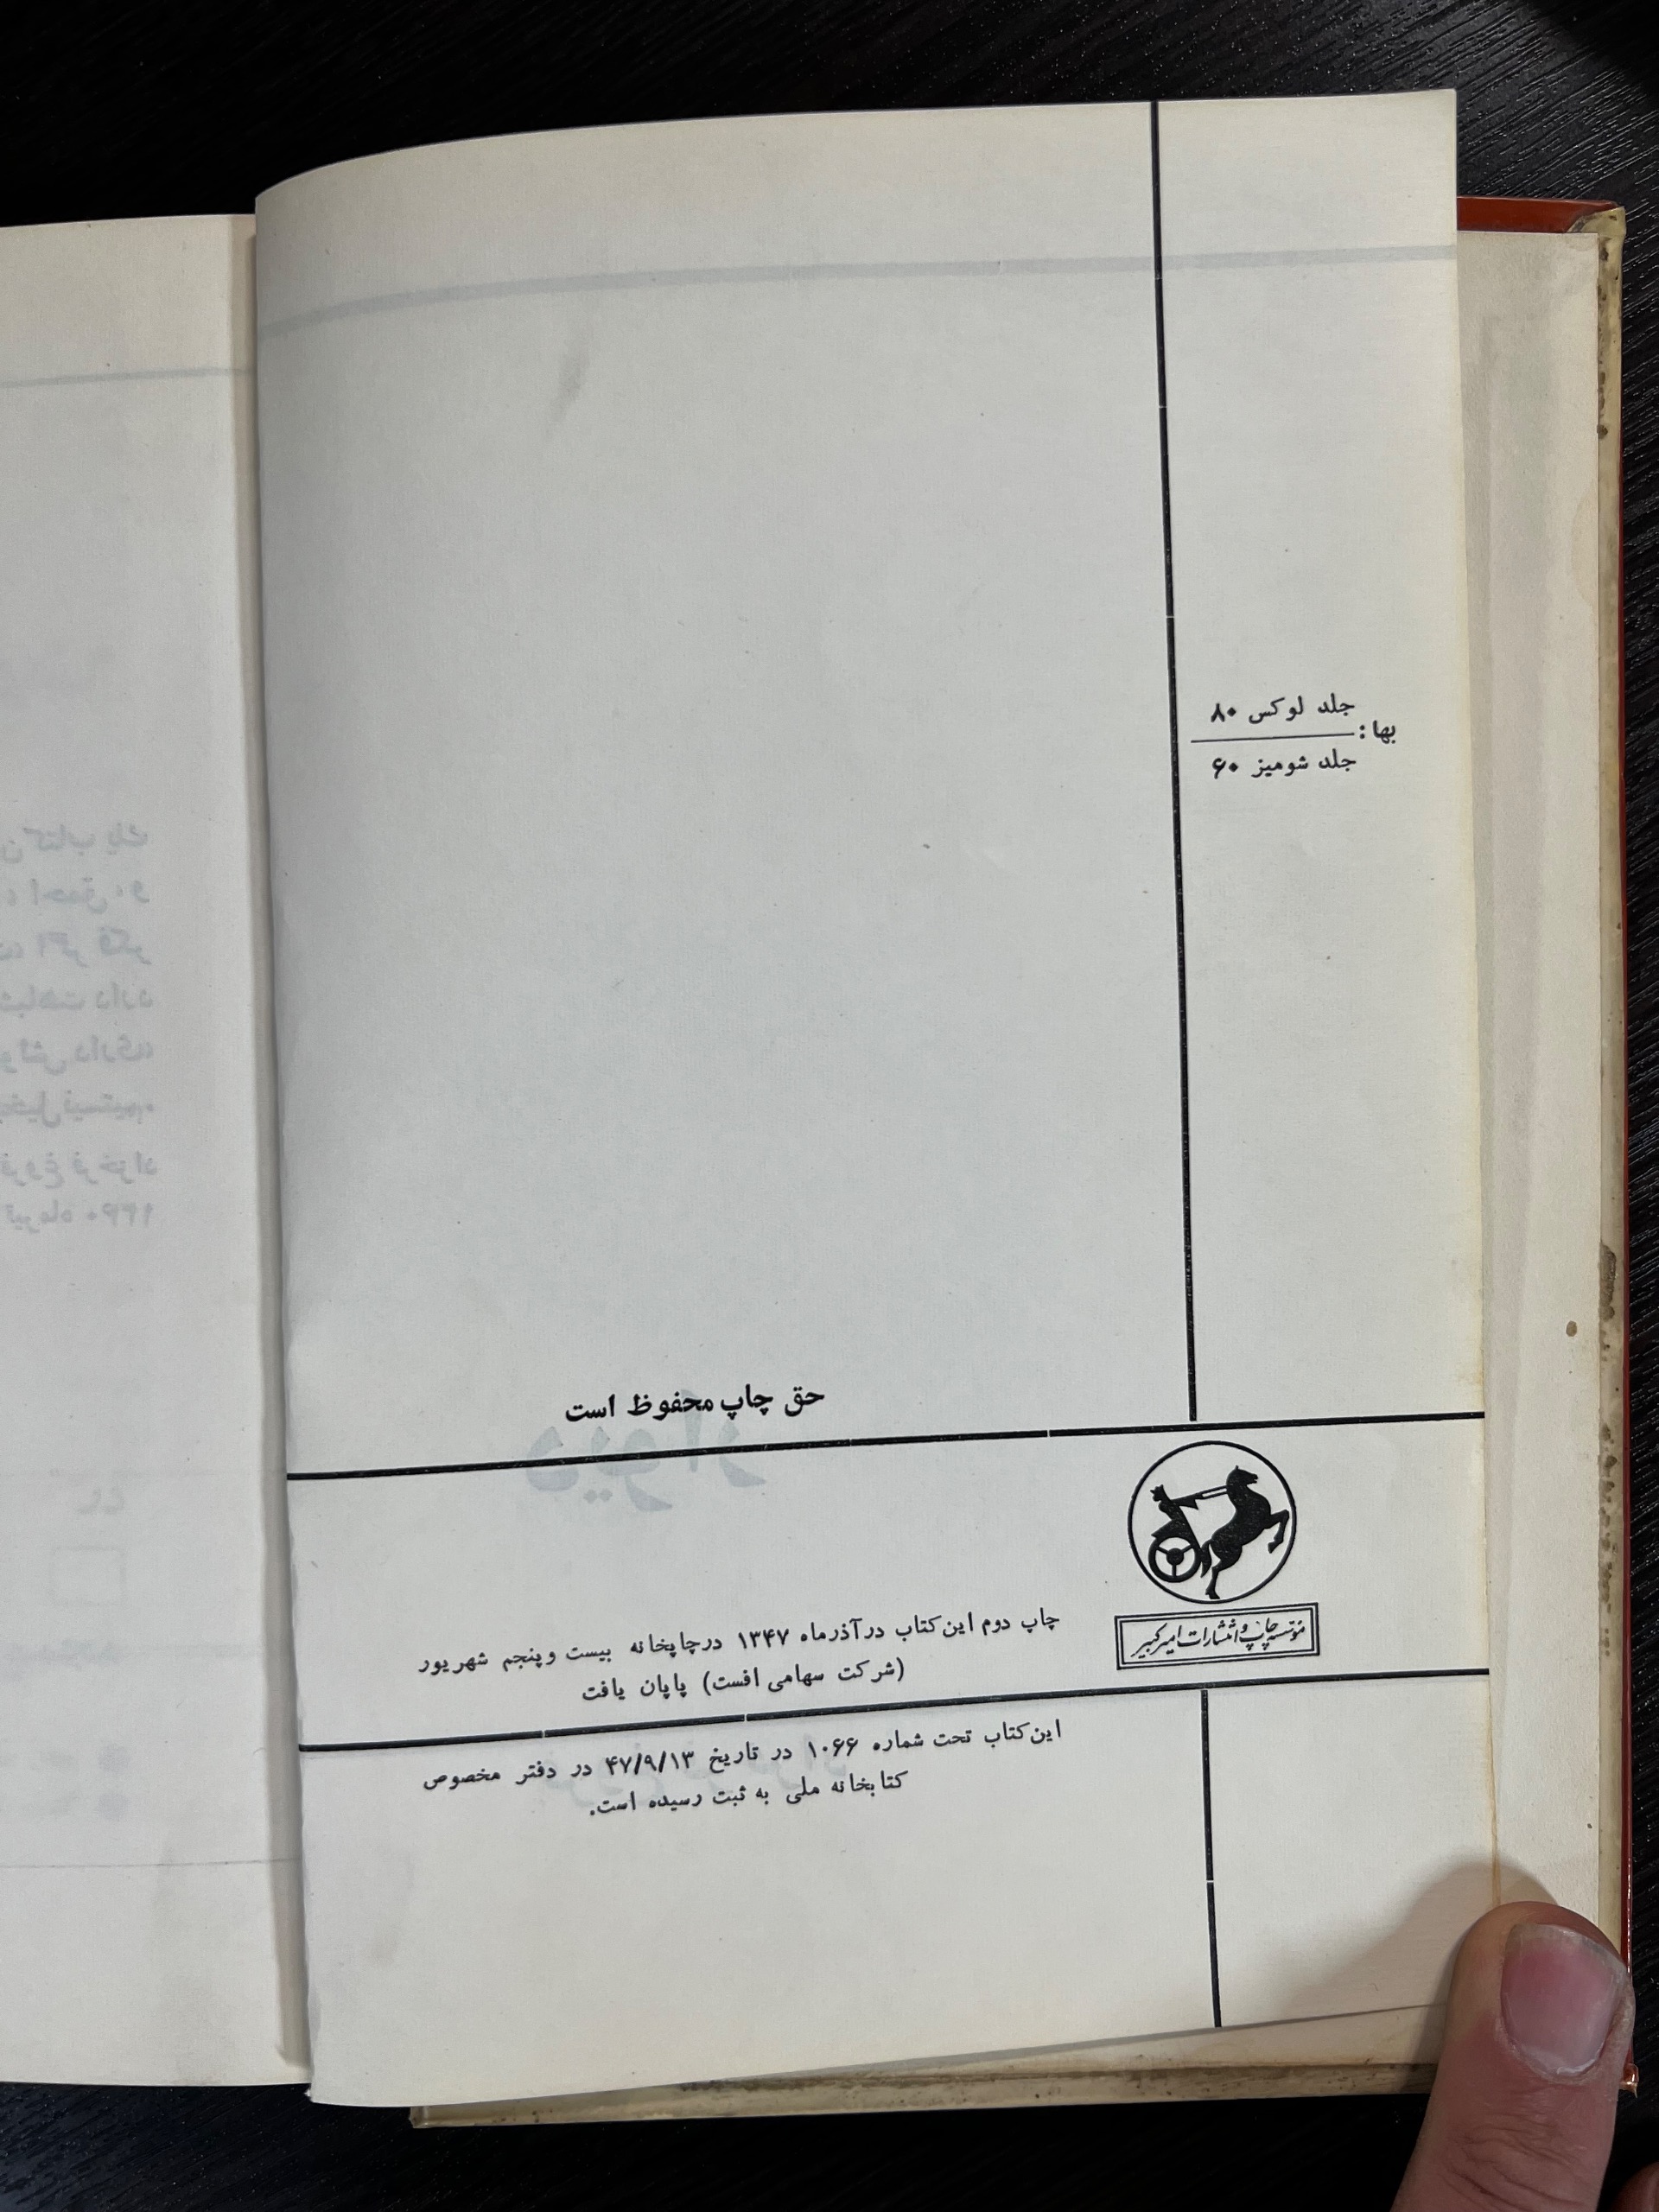 جلد لوکس ۸۰
بها :
جلد شومیز ۶۰
حق چاپ محفوظ است
دیوار
مؤسسه چاپ و انتشارات امیرکبیر
چاپ دوم این کتاب در آذرماه ۱۳۴۷ در چاپخانه بیست و پنجم شهریور
(شرکت سهامی افست) پاپان یافت
این کتاب تحت شماره ۱۰۶۶ در تاریخ ۴۷/۹/۱۳ در دفتر مخصوص
کتابخانه ملی به ثبت رسیده است.